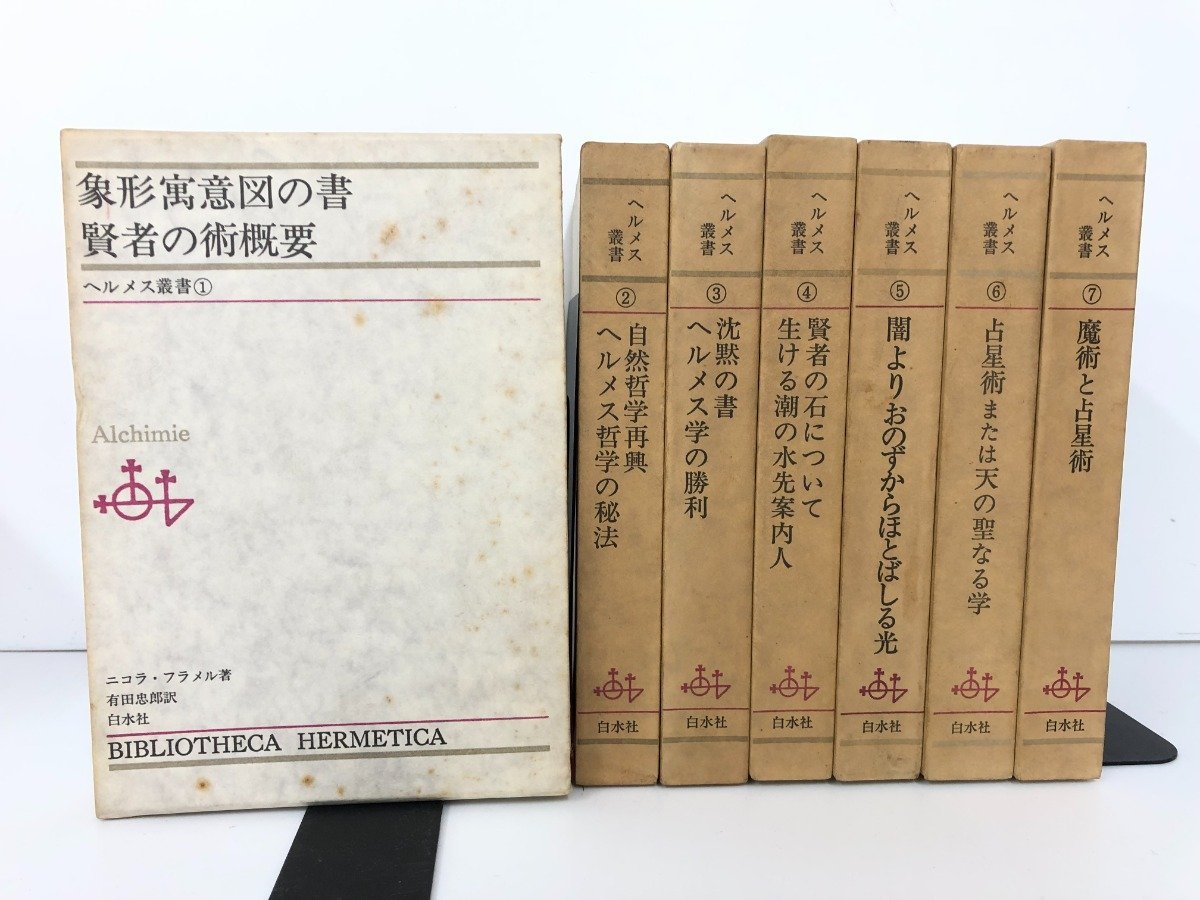 象形寓意図の書
賢者の術概要
ヘルメス叢書①
Alchimie
ニコラ・フラメル著
有田忠郎訳
白水社
BIBLIOTHECA HERMETICA
ヘルメス
叢書
②
自然哲学再興
ヘルメス哲学の秘法
白水社
ヘルメス
叢書
③
沈黙の書
ヘルメス学の勝利
白水社
ヘルメス
叢書
④
賢者の石について
生ける潮の水先案内人
白水社
ヘルメス
叢書
⑤
闇よりおのずからほとばしる光
白水社
ヘルメス
叢書
⑥
占星術または天の聖なる学
白水社
ヘルメス
叢書
⑦
魔術と占星術
白水社